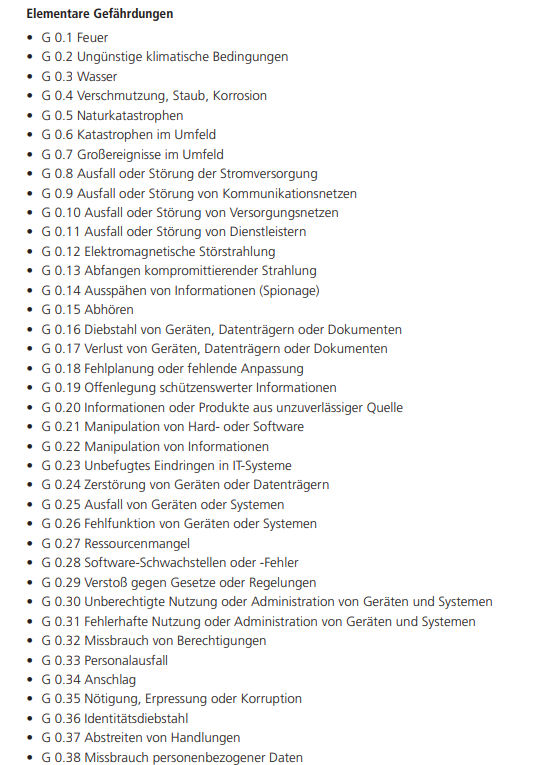 Elementare Gefährdungen
• G 0.1 Feuer
• G 0.2 Ungünstige klimatische Bedingungen
• G 0.3 Wasser
• G 0.4 Verschmutzung, Staub, Korrosion
• G 0.5 Naturkatastrophen
• G 0.6 Katastrophen im Umfeld
• G 0.7 Großereignisse im Umfeld
• G 0.8 Ausfall oder Störung der Stromversorgung
• G 0.9 Ausfall oder Störung von Kommunikationsnetzen
• G 0.10 Ausfall oder Störung von Versorgungsnetzen
• G 0.11 Ausfall oder Störung von Dienstleistern
• G 0.12 Elektromagnetische Störstrahlung
• G 0.13 Abfangen kompromittierender Strahlung
• G 0.14 Ausspähen von Informationen (Spionage)
• G 0.15 Abhören
• G 0.16 Diebstahl von Geräten, Datenträgern oder Dokumenten
• G 0.17 Verlust von Geräten, Datenträgern oder Dokumenten
• G 0.18 Fehlplanung oder fehlende Anpassung
• G 0.19 Offenlegung schützenswerter Informationen
• G 0.20 Informationen oder Produkte aus unzuverlässiger Quelle
• G 0.21 Manipulation von Hard- oder Software
• G 0.22 Manipulation von Informationen
• G 0.23 Unbefugtes Eindringen in IT-Systeme
• G 0.24 Zerstörung von Geräten oder Datenträgern
• G 0.25 Ausfall von Geräten oder Systemen
• G 0.26 Fehlfunktion von Geräten oder Systemen
• G 0.27 Ressourcenmangel
• G 0.28 Software-Schwachstellen oder -Fehler
• G 0.29 Verstoß gegen Gesetze oder Regelungen
• G 0.30 Unberechtigte Nutzung oder Administration von Geräten und Systemen
• G 0.31 Fehlerhafte Nutzung oder Administration von Geräten und Systemen
• G 0.32 Missbrauch von Berechtigungen
• G 0.33 Personalausfall
• G 0.34 Anschlag
• G 0.35 Nötigung, Erpressung oder Korruption
• G 0.36 Identitätsdiebstahl
• G 0.37 Abstreiten von Handlungen
• G 0.38 Missbrauch personenbezogener Daten